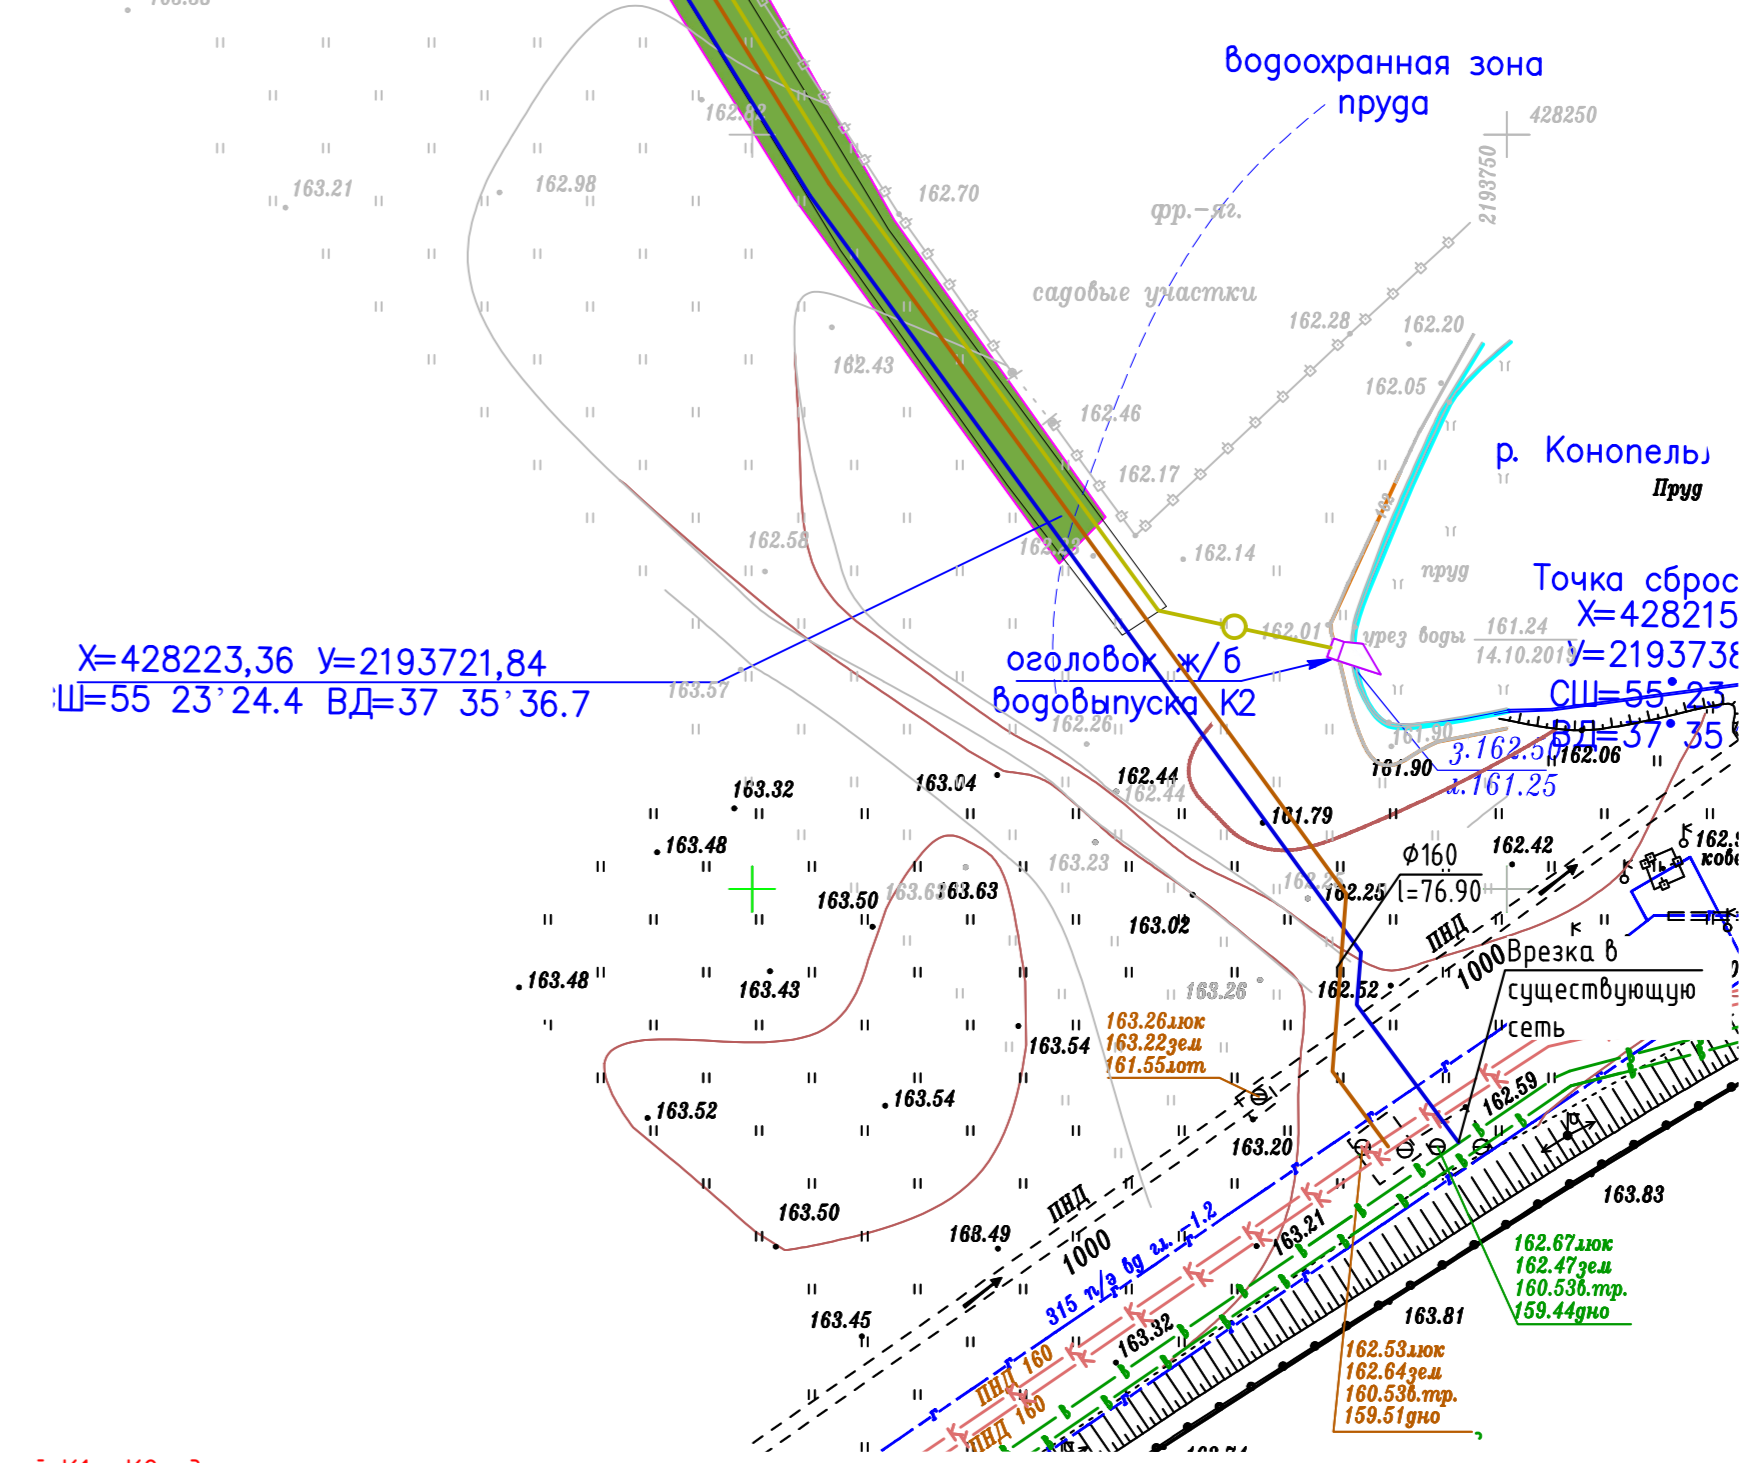 водоохранная зона
пруда
428250
2193750
162.82
163.21
162.98
162.70
фр.-яг.
садовые участки
162.28
162.20
162.43
162.05
162.46
р. Конопель
Пруд
162.17
162
162.58
162.14
пруд
Точка сброс
X=428215
У=2193738
СШ=55° 23
ВД=37° 35
162.01
урез воды
161.24
14.10.2019
X=428223,36 У=2193721,84
СШ=55 23'24.4 ВД=37 35'36.7
оголовок ж/б
водовыпуска К2
163.57
162.26
161.90
з.162.50
л.161.25
161.90
162.06
163.32
163.04
162.44
162.44
161.79
163.48
163.23
Ф160
l=76.90
162.42
163.50
163.63
163.63
162.25
163.02
ПНД
1000
Врезка в
существующую
сеть
163.48
163.43
163.26
162.52
163.26люк
163.22зем
161.55лот
163.54
163.52
163.54
162.59
163.20
163.50
168.49
ПНД
1000
315 п/э вд гл. -1.2
163.21
163.83
162.67люк
162.47зем
160.53в.тр.
159.44дно
163.45
163.32
163.81
ПНД 160
ПНД 160
162.53люк
162.64зем
160.53в.тр.
159.51дно